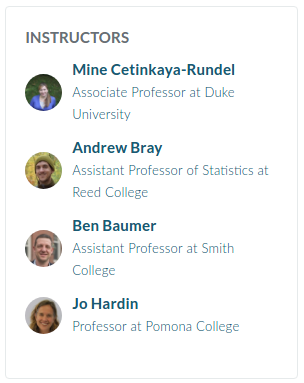 INSTRUCTORS
Mine Cetinkaya-Rundel
Associate Professor at Duke
University
Andrew Bray
Assistant Professor of Statistics at
Reed College
Ben Baumer
Assistant Professor at Smith
College
Jo Hardin
Professor at Pomona College